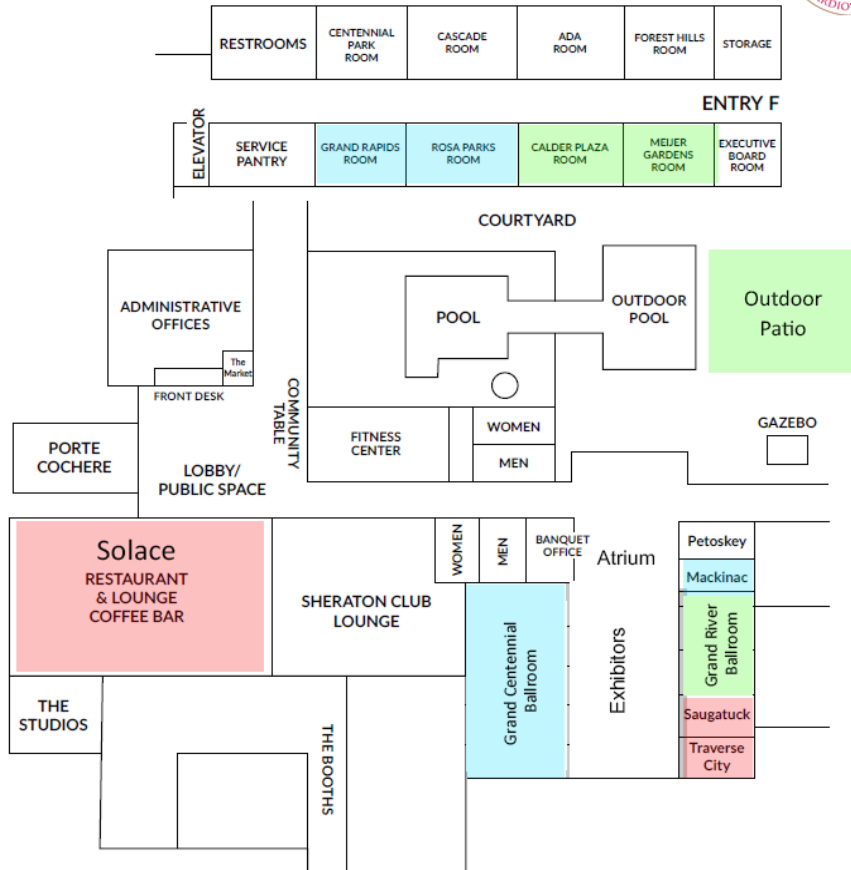 RESTROOMS
CENTENNIAL
PARK
ROOM
CASCADE
ROOM
ADA
ROOM
FOREST HILLS
ROOM
STORAGE
ENTRY F
ELEVATOR
SERVICE
PANTRY
GRAND RAPIDS
ROOM
ROSA PARKS
ROOM
CALDER PLAZA
ROOM
MEIJER
GARDENS
ROOM
EXECUTIVE
BOARD
ROOM
COURTYARD
ADMINISTRATIVE
OFFICES
The
Market
FRONT DESK
POOL
OUTDOOR
POOL
Outdoor
Patio
COMMUNITY
TABLE
FITNESS
CENTER
WOMEN
MEN
GAZEBO
PORTE
COCHERE
LOBBY/
PUBLIC SPACE
Solace
RESTAURANT
& LOUNGE
COFFEE BAR
SHERATON CLUB
LOUNGE
WOMEN
MEN
BANQUET
OFFICE
Atrium
Exhibitors
Petoskey
Mackinac
Grand River
Ballroom
Saugatuck
Traverse
City
Grand Centennial
Ballroom
THE
STUDIOS
THE BOOTHS